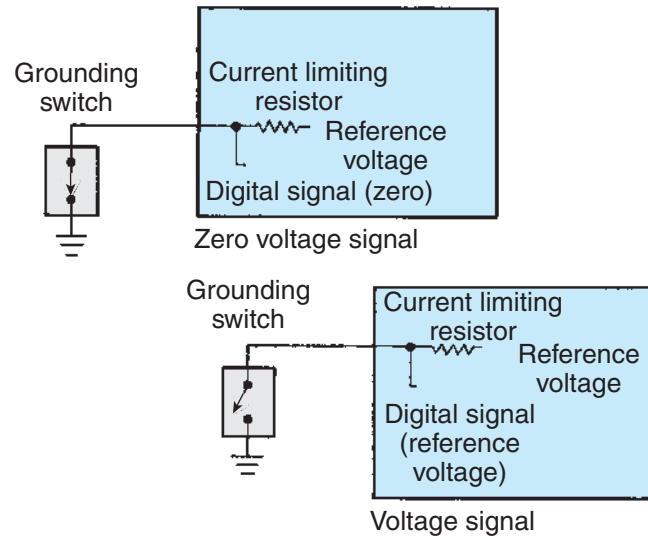 Grounding
switch
Current limiting
resistor
Reference
voltage
Digital signal (zero)
Zero voltage signal
Grounding
switch
Current limiting
resistor
Reference
voltage
Digital signal
(reference
voltage)
Voltage signal